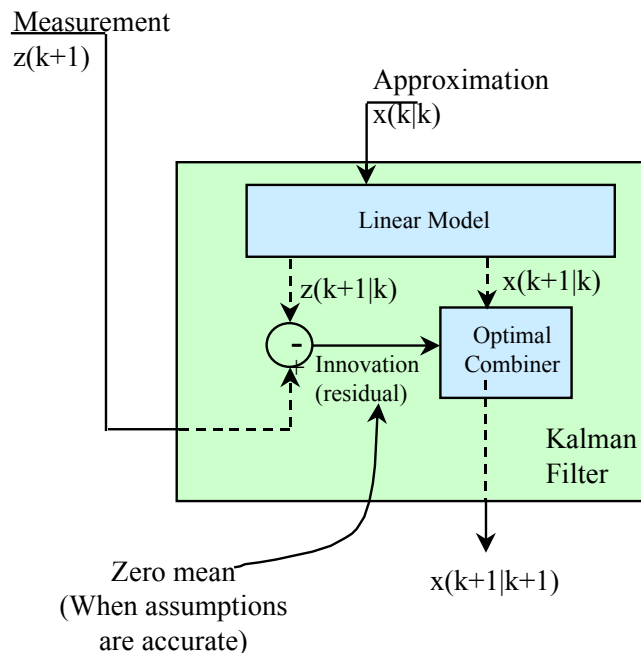 Measurement
z(k+1)
Approximation
x(k|k)
Linear Model
z(k+1|k)
x(k+1|k)
-
+
Innovation
(residual)
Optimal
Combiner
Kalman
Filter
Zero mean
(When assumptions
are accurate)
x(k+1|k+1)